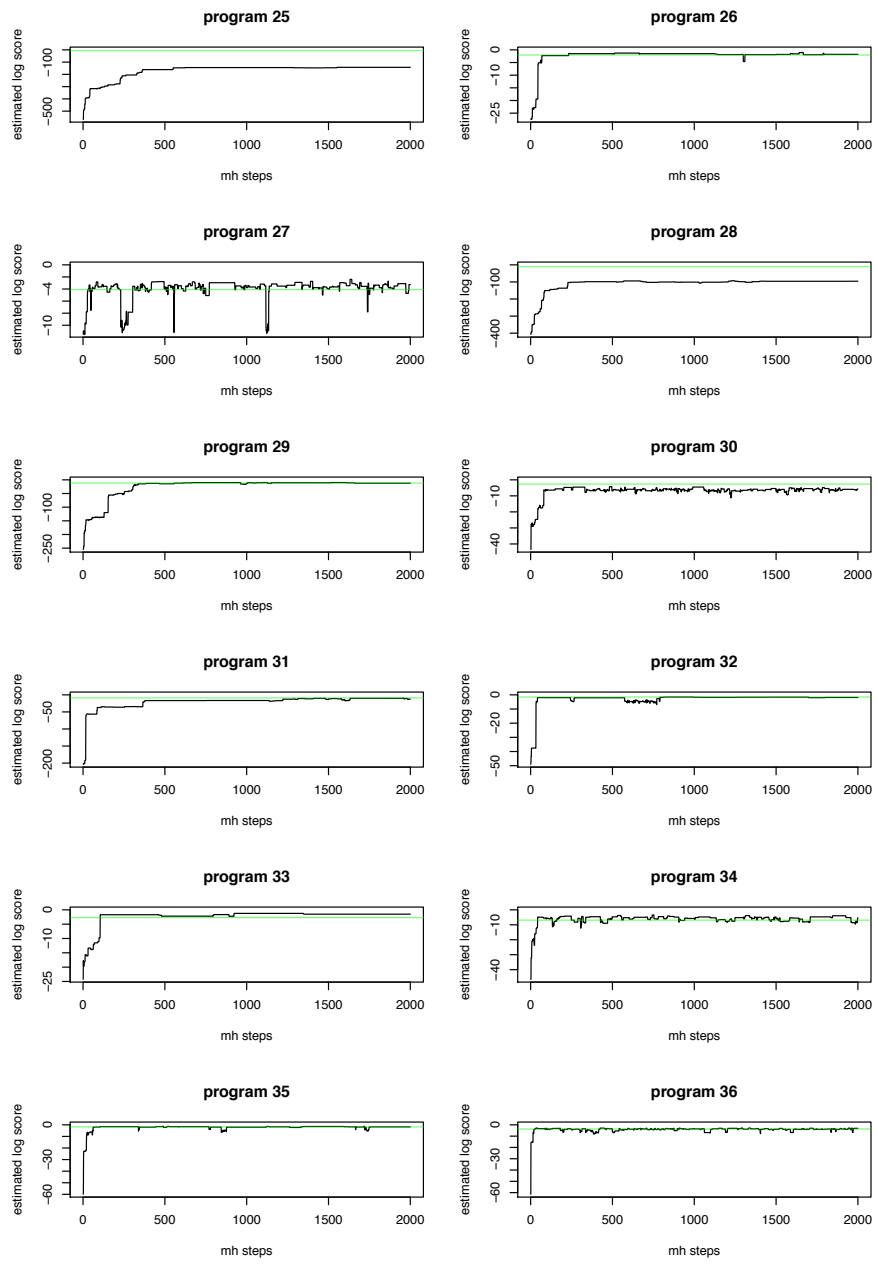 program 25
estimated log score
−100
−500
0 500 1000 1500 2000
mh steps
program 26
estimated log score
0
−10
−25
0 500 1000 1500 2000
mh steps
program 27
estimated log score
0
−4
−10
0 500 1000 1500 2000
mh steps
program 28
estimated log score
−100
−400
0 500 1000 1500 2000
mh steps
program 29
estimated log score
−100
−250
0 500 1000 1500 2000
mh steps
program 30
estimated log score
−10
−40
0 500 1000 1500 2000
mh steps
program 31
estimated log score
−50
−200
0 500 1000 1500 2000
mh steps
program 32
estimated log score
0
−20
−50
0 500 1000 1500 2000
mh steps
program 33
estimated log score
0
−10
−25
0 500 1000 1500 2000
mh steps
program 34
estimated log score
−10
−40
0 500 1000 1500 2000
mh steps
program 35
estimated log score
0
−30
−60
0 500 1000 1500 2000
mh steps
program 36
estimated log score
0
−30
−60
0 500 1000 1500 2000
mh steps